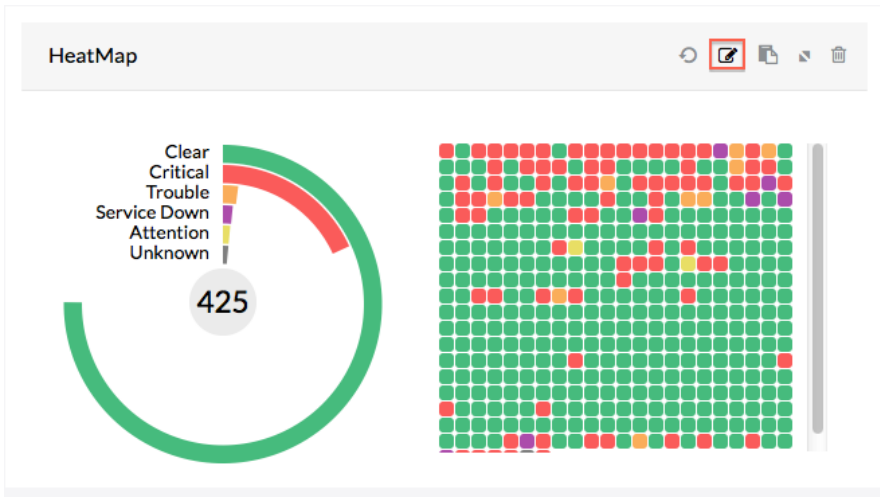 HeatMap
Clear
Critical
Trouble
Service Down
Attention
Unknown
425